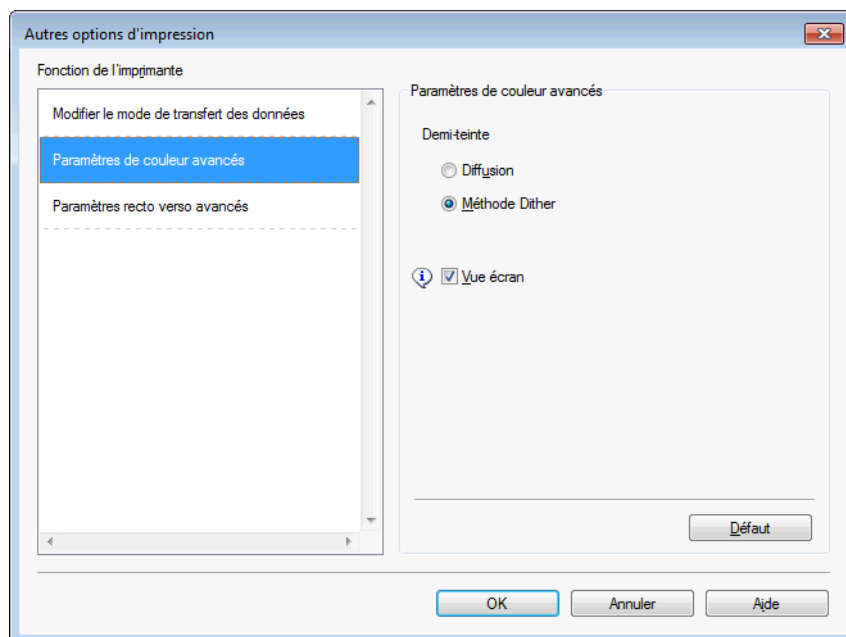 Autres options d'impression
Fonction de l'imprimante
Modifier le mode de transfert des données
Paramètres de couleur avancés
Paramètres recto verso avancés
Paramètres de couleur avancés
Demi-teinte
Diffusion
Méthode Dither
Vue écran
Défaut
OK
Annuler
Aide